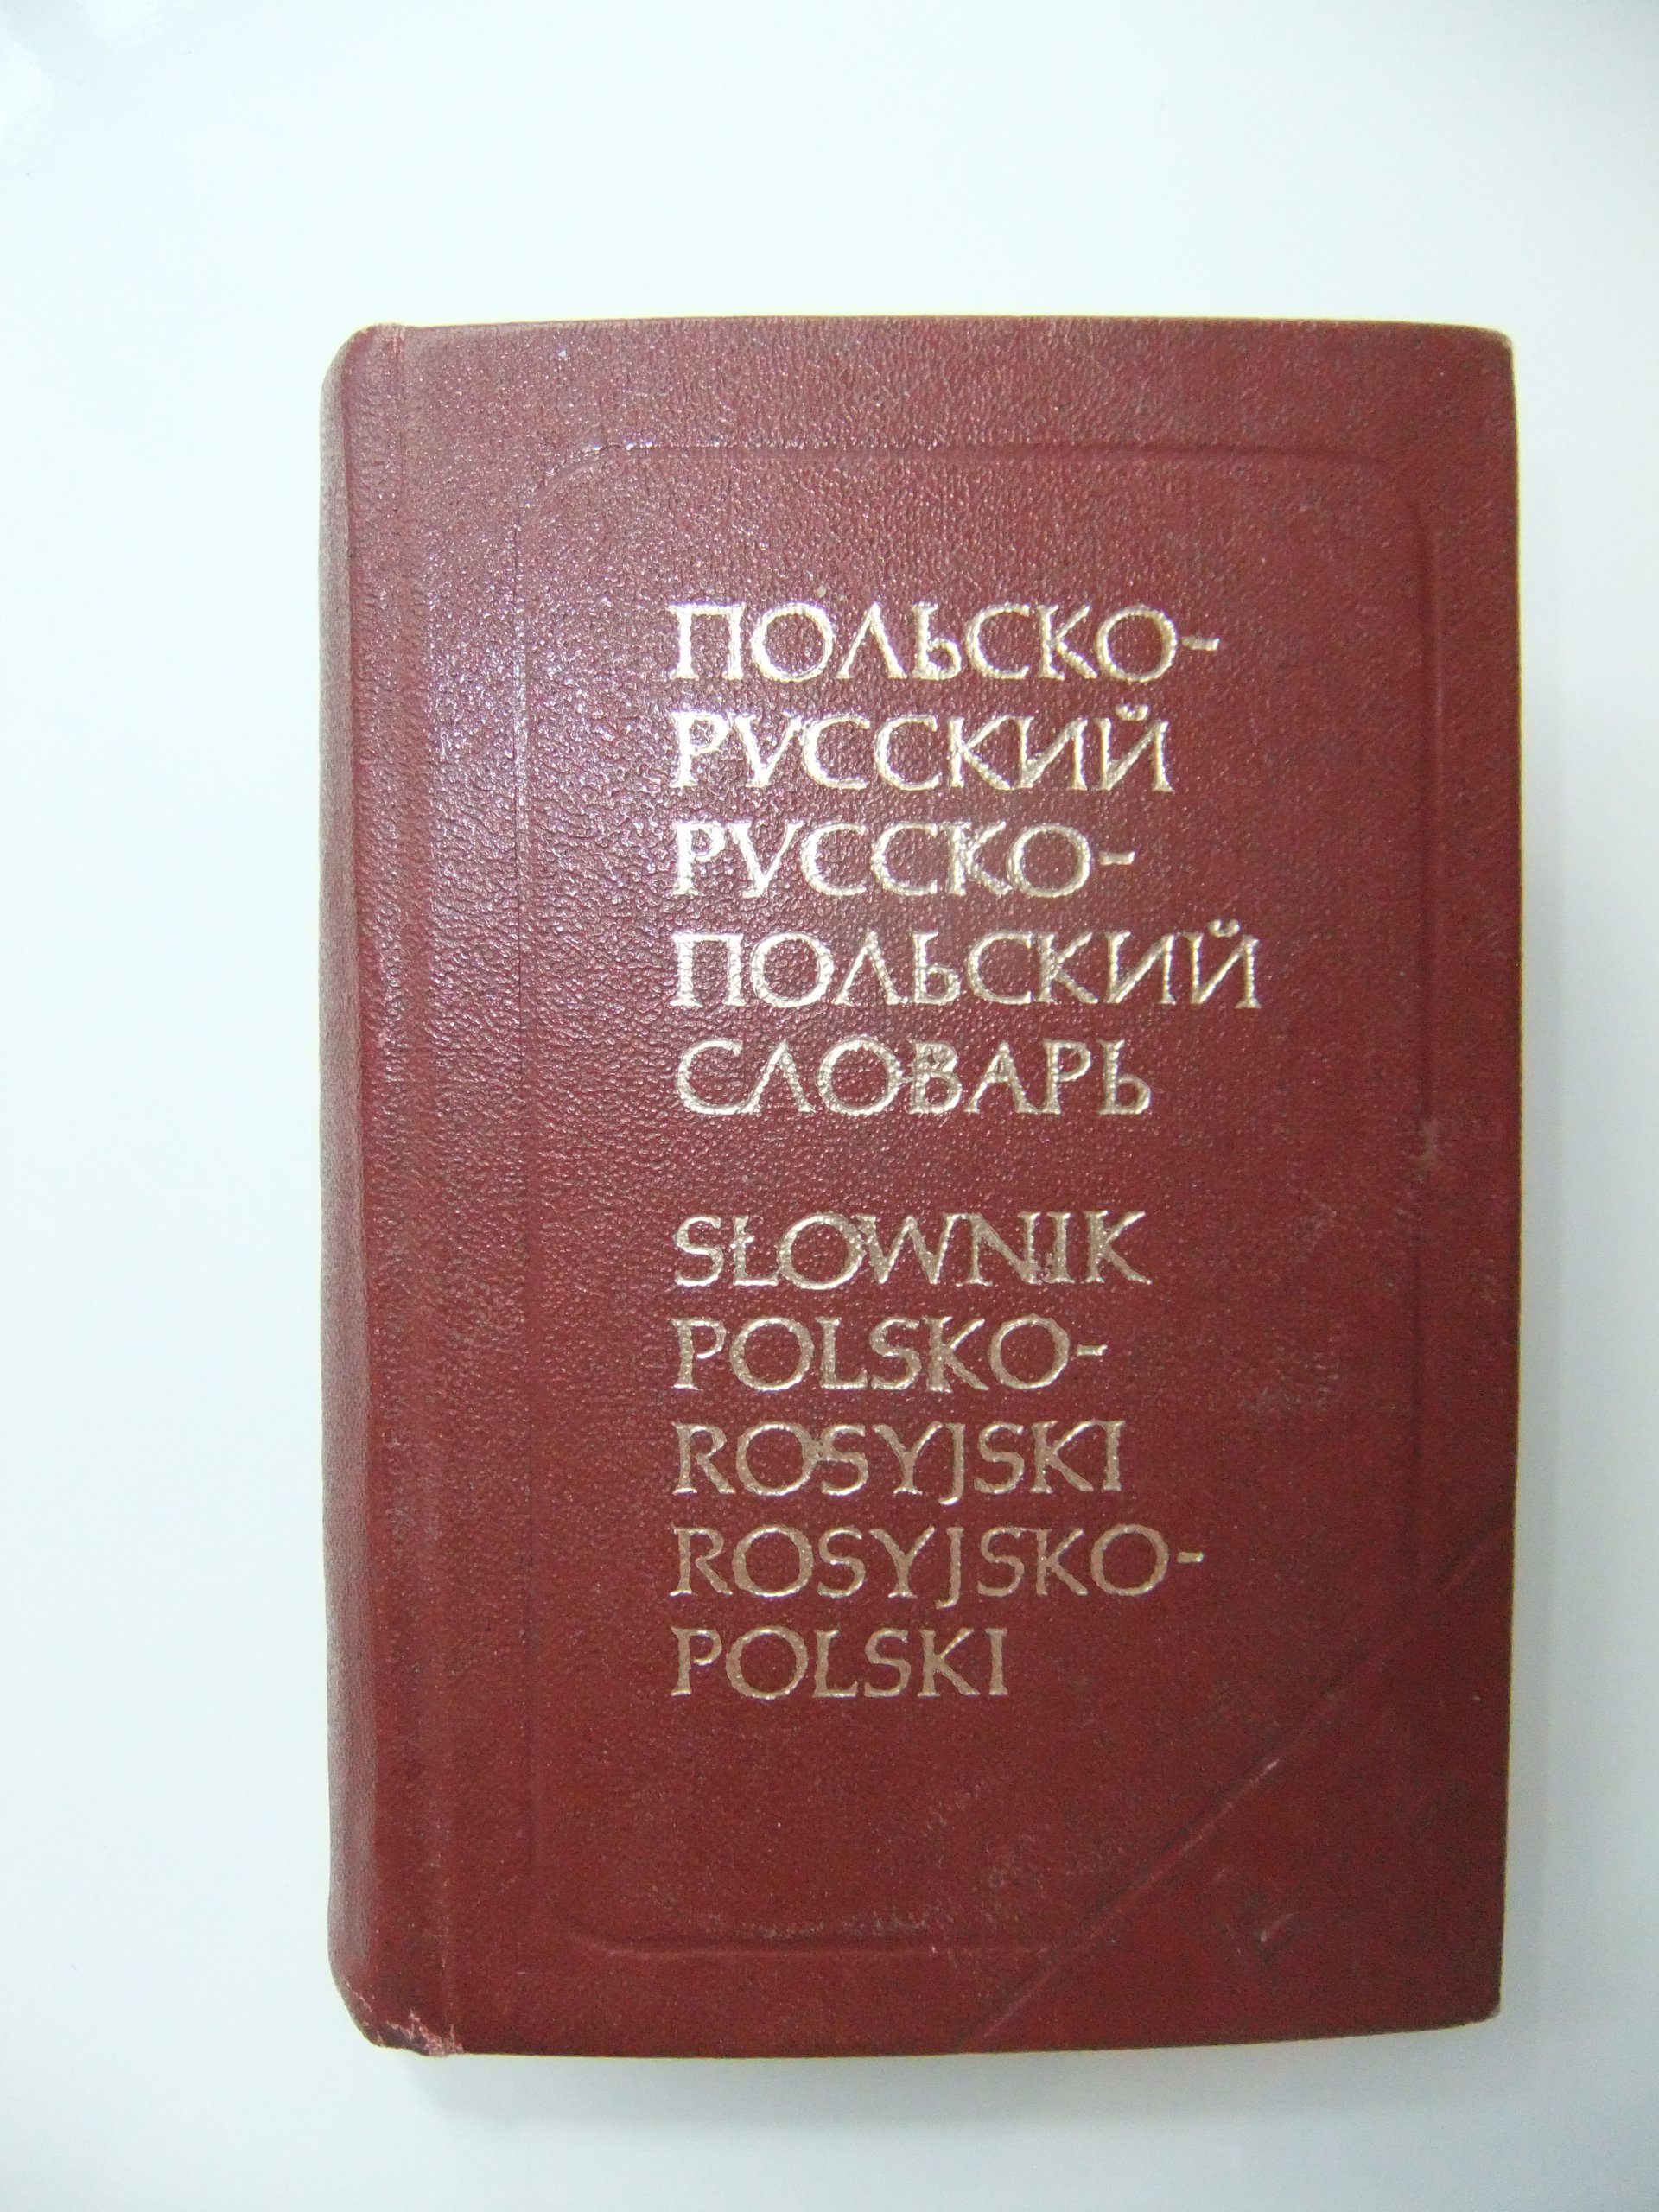 ПОЛЬСКО-
РУССКИЙ
РУССКО-
ПОЛЬСКИЙ
СЛОВАРЬ
SŁOWNIK
POLSKO-
ROSYJSKI
ROSYJSKO-
POLSKI